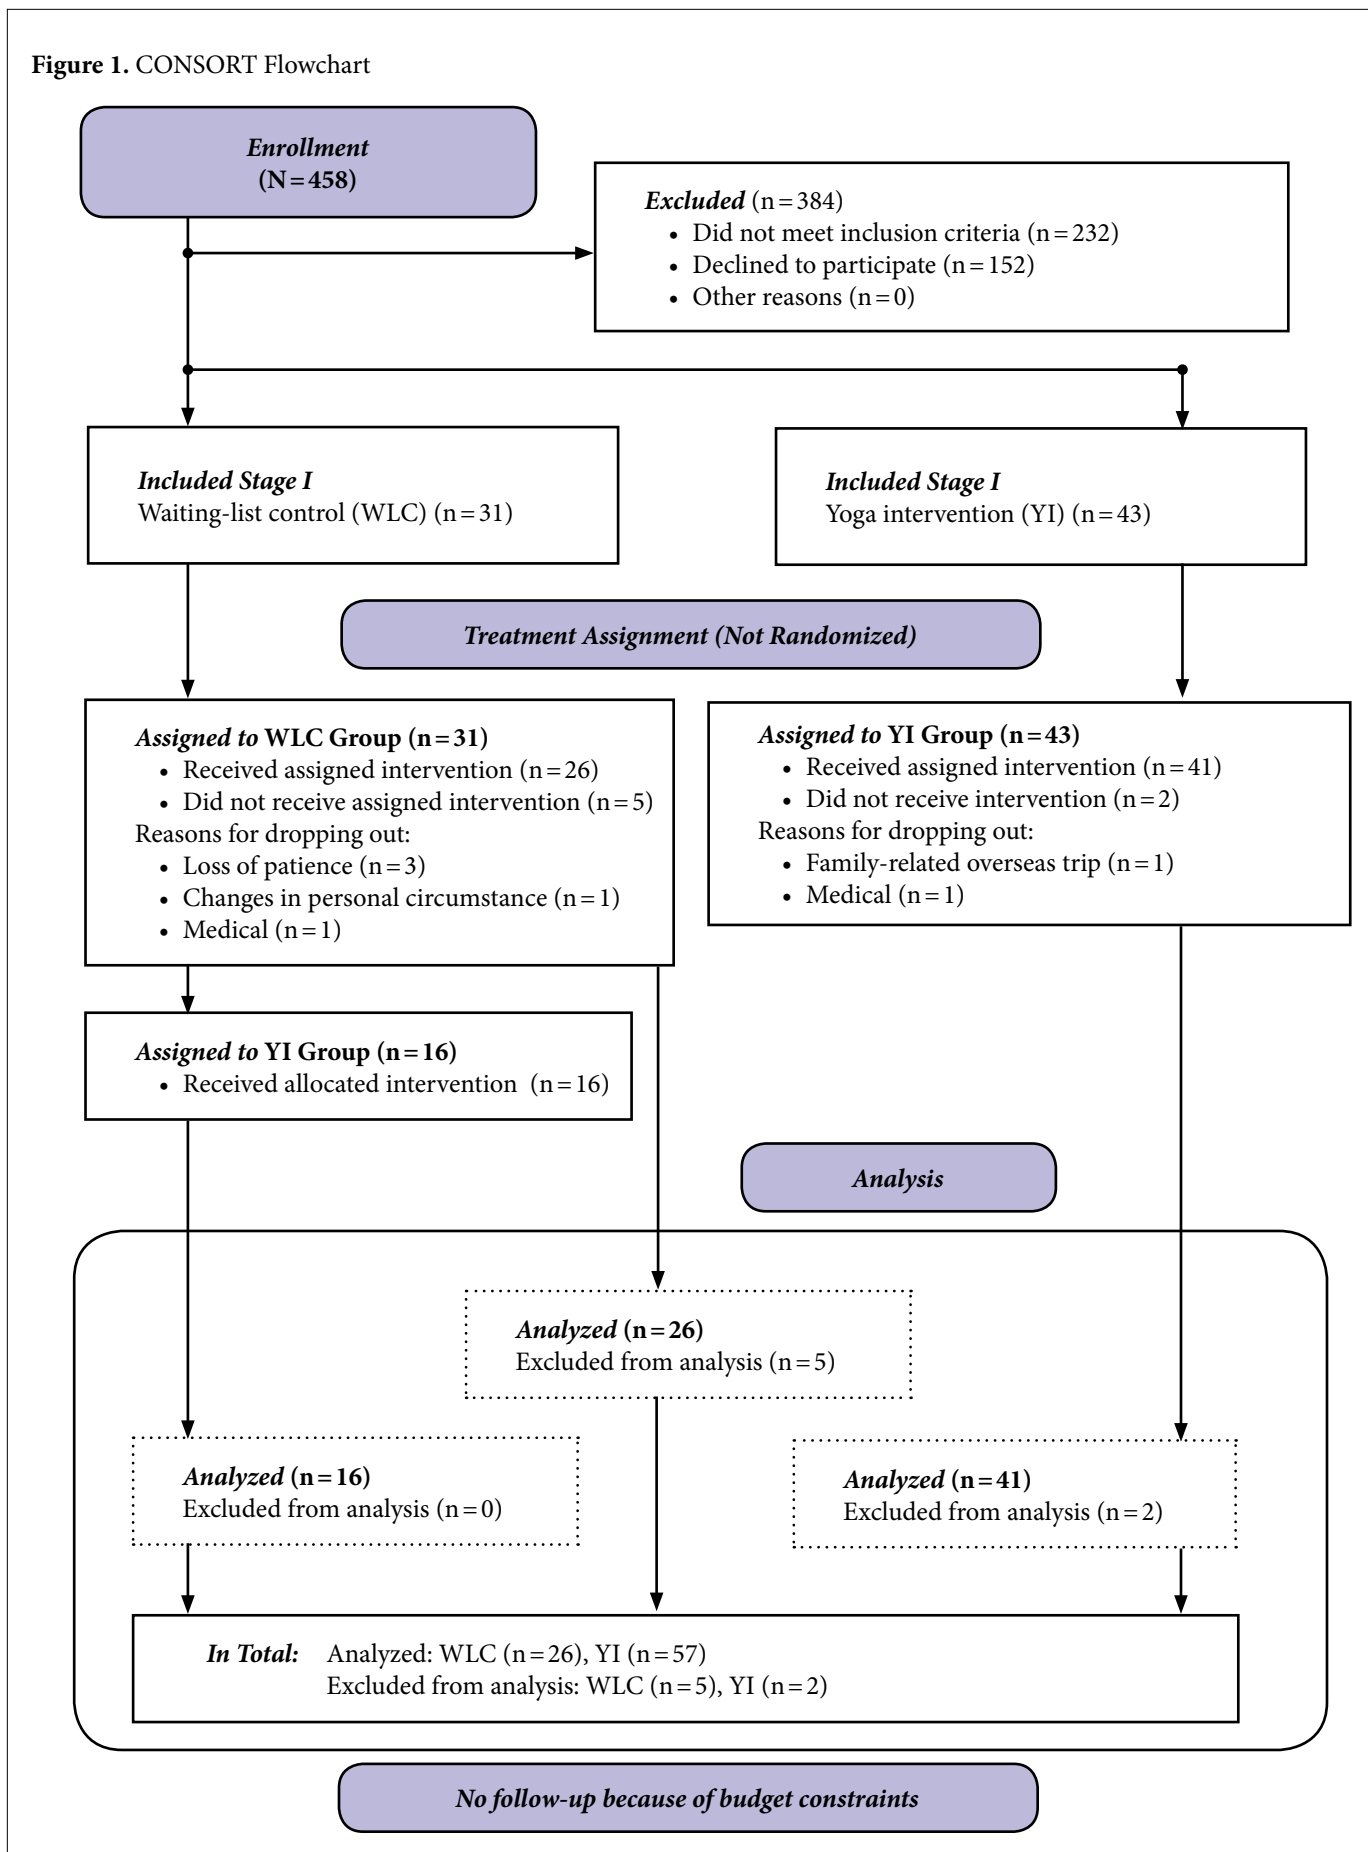 Figure 1. CONSORT Flowchart
Enrollment
(N = 458)
Excluded (n = 384)
• Did not meet inclusion criteria (n = 232)
• Declined to participate (n = 152)
• Other reasons (n = 0)
Included Stage I
Waiting-list control (WLC) (n = 31)
Included Stage I
Yoga intervention (YI) (n = 43)
Treatment Assignment (Not Randomized)
Assigned to WLC Group (n = 31)
• Received assigned intervention (n = 26)
• Did not receive assigned intervention (n = 5)
Reasons for dropping out:
• Loss of patience (n = 3)
• Changes in personal circumstance (n = 1)
• Medical (n = 1)
Assigned to YI Group (n = 43)
• Received assigned intervention (n = 41)
• Did not receive intervention (n = 2)
Reasons for dropping out:
• Family-related overseas trip (n = 1)
• Medical (n = 1)
Assigned to YI Group (n = 16)
• Received allocated intervention (n = 16)
Analysis
Analyzed (n = 26)
Excluded from analysis (n = 5)
Analyzed (n = 16)
Excluded from analysis (n = 0)
Analyzed (n = 41)
Excluded from analysis (n = 2)
In Total: Analyzed: WLC (n = 26), YI (n = 57)
Excluded from analysis: WLC (n = 5), YI (n = 2)
No follow-up because of budget constraints